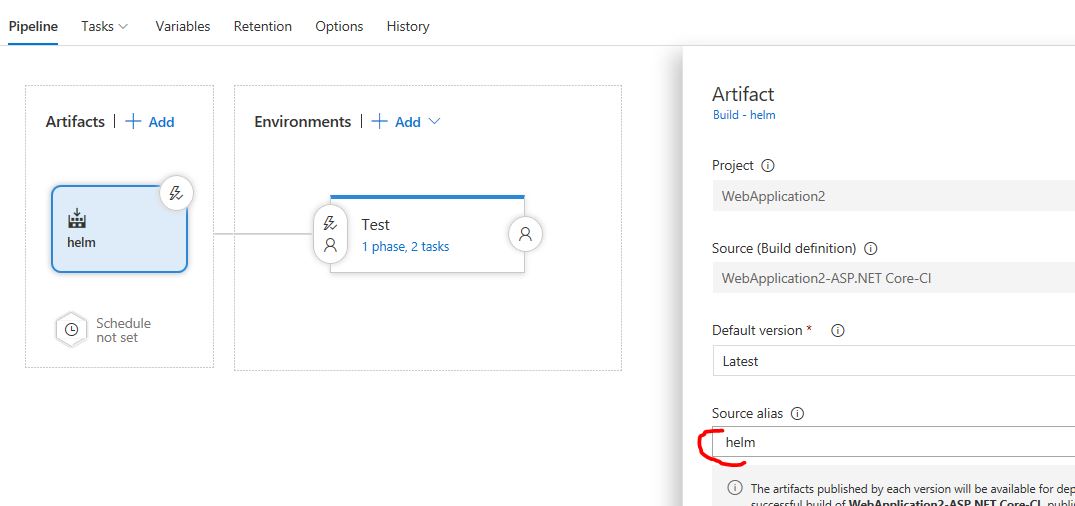 Pipeline Tasks Variables Retention Options History
Artifacts | + Add
helm
Schedule
not set
Environments | + Add
Test
1 phase, 2 tasks
Artifact
Build - helm
Project
WebApplication2
Source (Build definition)
WebApplication2-ASP.NET Core-CI
Default version *
Latest
Source alias
helm
The artifacts published by each version will be available for dep
successful build of WebApplication2-ASP.NET Core-CI, publi